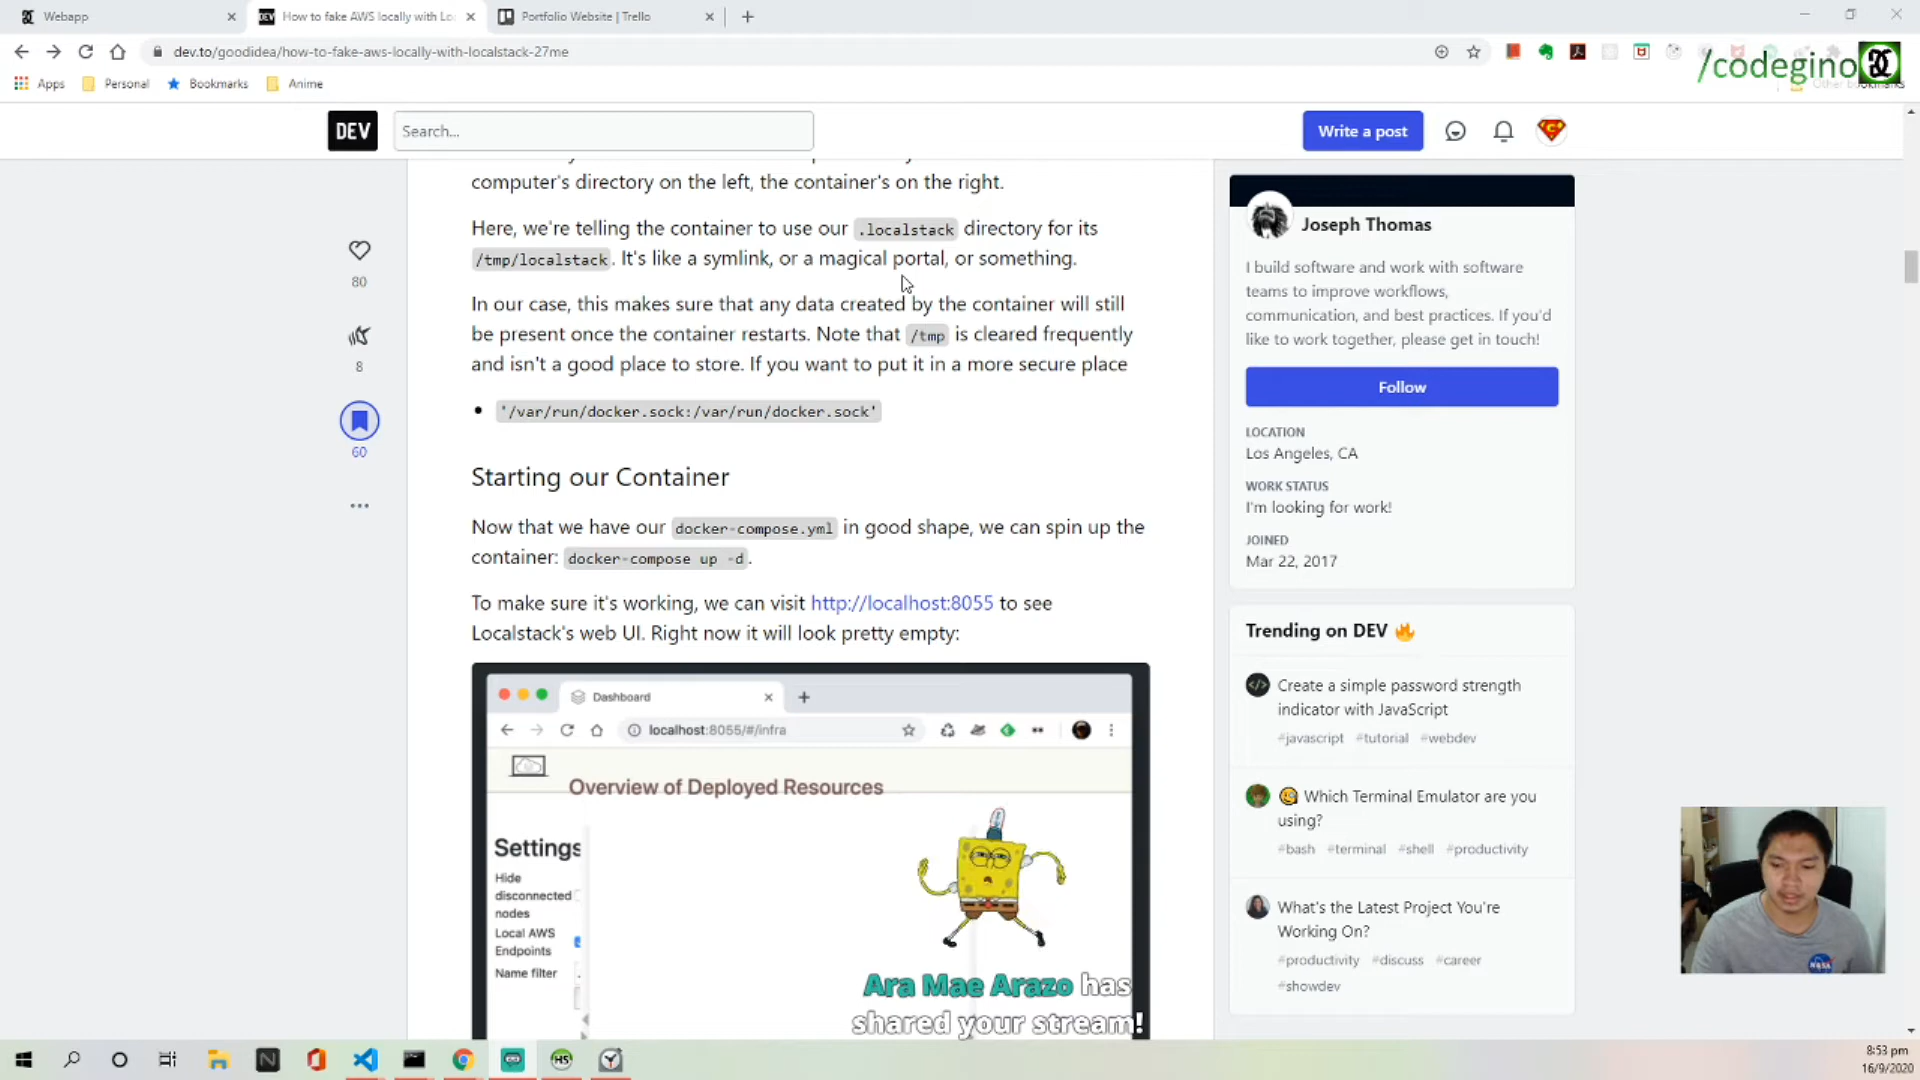 Webapp
DEV How to fake AWS locally with Lo
Portfolio Website | Trello
dev.to/goodidea/how-to-fake-aws-locally-with-localstack-27me
/codegino
Apps Personal Bookmarks Anime Other bookmarks
DEV
Search...
Write a post
computer's directory on the left, the container's on the right.
Here, we're telling the container to use our .localstack directory for its
/tmp/localstack. It's like a symlink, or a magical portal, or something.
In our case, this makes sure that any data created by the container will still
be present once the container restarts. Note that /tmp is cleared frequently
and isn't a good place to store. If you want to put it in a more secure place
'/var/run/docker.sock:/var/run/docker.sock'
Starting our Container
Now that we have our docker-compose.yml in good shape, we can spin up the
container: docker-compose up -d.
To make sure it's working, we can visit http://localhost:8055 to see
Localstack's web UI. Right now it will look pretty empty:
80
8
60
Dashboard
localhost:8055/#/infra
Overview of Deployed Resources
Settings
Hide
disconnected
nodes
Local AWS
Endpoints
Name filter
Ara Mae Arazo has
shared your stream!
Joseph Thomas
I build software and work with software
teams to improve workflows,
communication, and best practices. If you'd
like to work together, please get in touch!
Follow
LOCATION
Los Angeles, CA
WORK STATUS
I'm looking for work!
JOINED
Mar 22, 2017
Trending on DEV 🔥
Create a simple password strength
indicator with JavaScript
#javascript #tutorial #webdev
🧐 Which Terminal Emulator are you
using?
#bash #terminal #shell #productivity
What's the Latest Project You're
Working On?
#productivity #discuss #career
#showdev
NASA
8:53 pm
16/9/2020